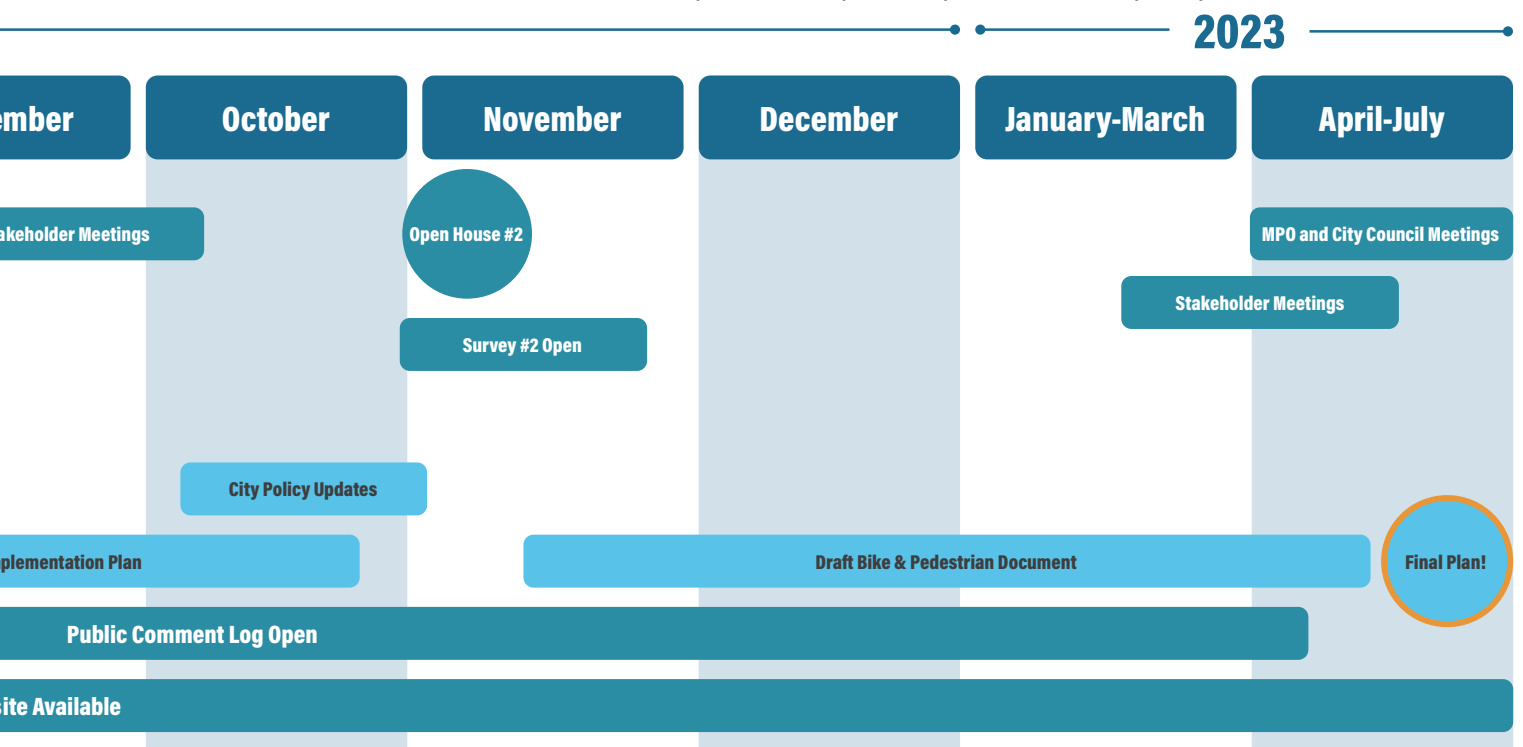 2023
ember
October
November
December
January-March
April-July
akeholder Meetings
Open House #2
MPO and City Council Meetings
Stakeholder Meetings
Survey #2 Open
City Policy Updates
plementation Plan
Draft Bike & Pedestrian Document
Final Plan!
Public Comment Log Open
site Available